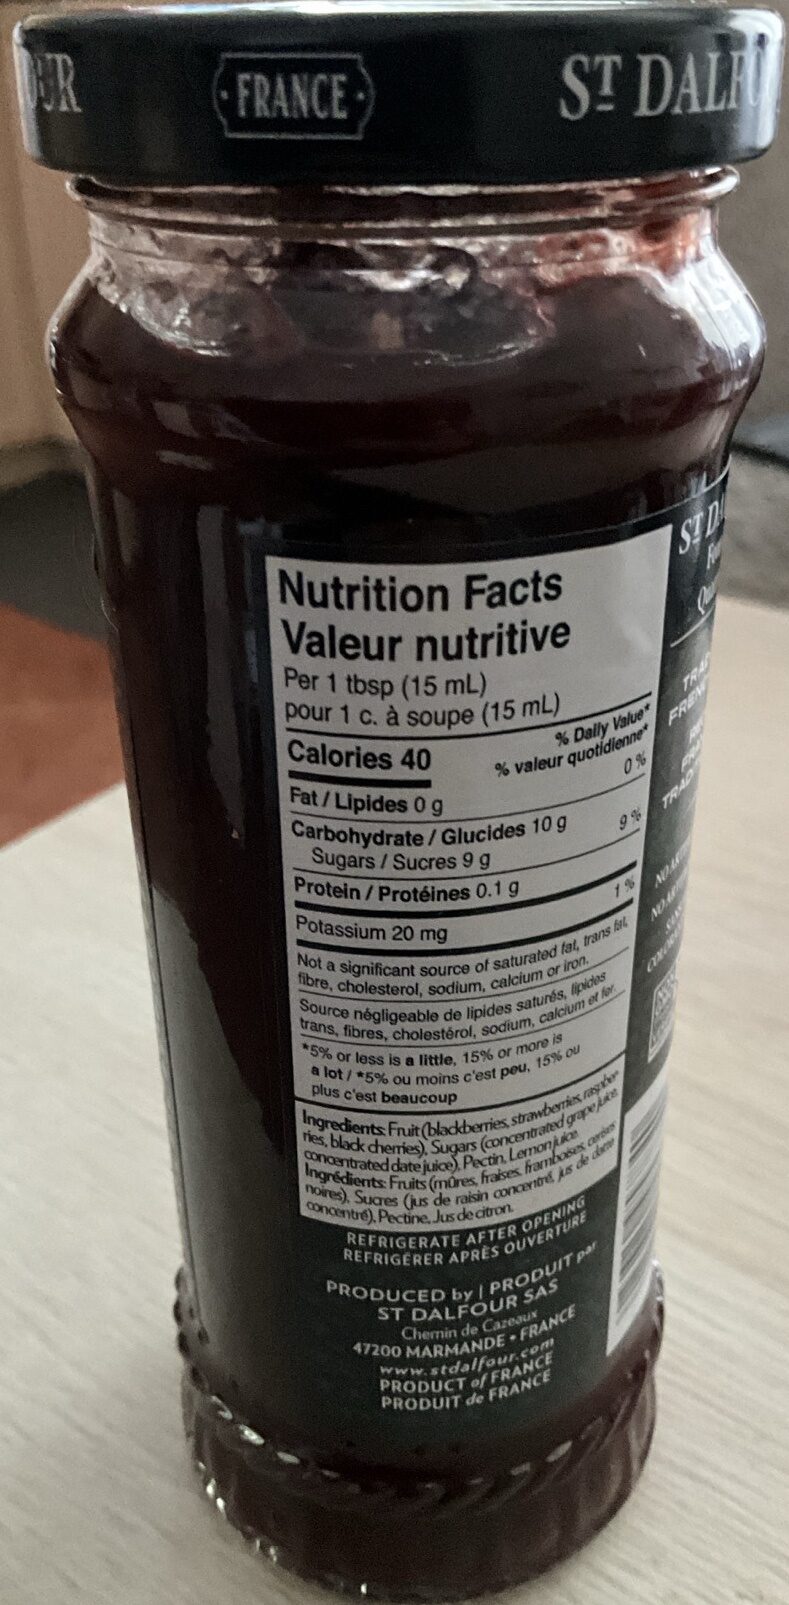 FRANCE
ST DALFO
Nutrition Facts
Valeur nutritive
Per 1 tbsp (15 mL)
pour 1 c. à soupe (15 mL)
% Daily Value*
Calories 40
% valeur quotidienne*
Fat / Lipides 0 g 0 %
Carbohydrate / Glucides 10 g
Sugars / Sucres 9 g 9 %
Protein / Protéines 0.1 g
Potassium 20 mg 1 %
Not a significant source of saturated fat, trans fat,
fibre, cholesterol, sodium, calcium or iron.
Source négligeable de lipides saturés, lipides
trans, fibres, cholestérol, sodium, calcium et fer.
*5% or less is a little, 15% or more is
a lot / *5% ou moins c'est peu, 15% ou
plus c'est beaucoup
Ingredients: Fruit (blackberries, strawberries, raspber-
ries, black cherries), Sugars (concentrated grape juice,
concentrated date juice), Pectin, Lemon juice.
Ingrédients: Fruits (mûres, fraises, framboises, cerises
noires), Sucres (jus de raisin concentré, jus de datte
concentré), Pectine, Jus de citron.
REFRIGERATE AFTER OPENING
REFRIGÉRER APRÈS OUVERTURE
PRODUCED by | PRODUIT par
ST DALFOUR SAS
Chemin de Cazeaux
47200 MARMANDE • FRANCE
www.stdalfour.com
PRODUCT of FRANCE
PRODUIT de FRANCE